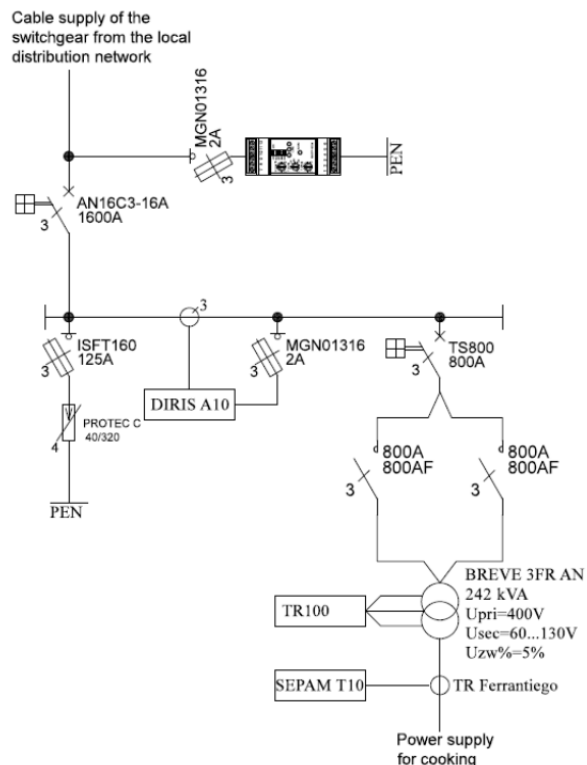 Cable supply of the
switchgear from the local
distribution network
MGN01316
2A
3
PEN
AN16C3-16A
1600A
3
3
ISFT160
125A
3
MGN01316
2A
3
TS800
800A
3
DIRIS A10
PROTEC C
40/320
4
PEN
800A
800AF
3
800A
800AF
3
BREVE 3FR AN
242 kVA
Upri=400V
Usec=60...130V
Uzw%=5%
TR100
SEPAM T10
TR Ferrantiego
Power supply
for cooking